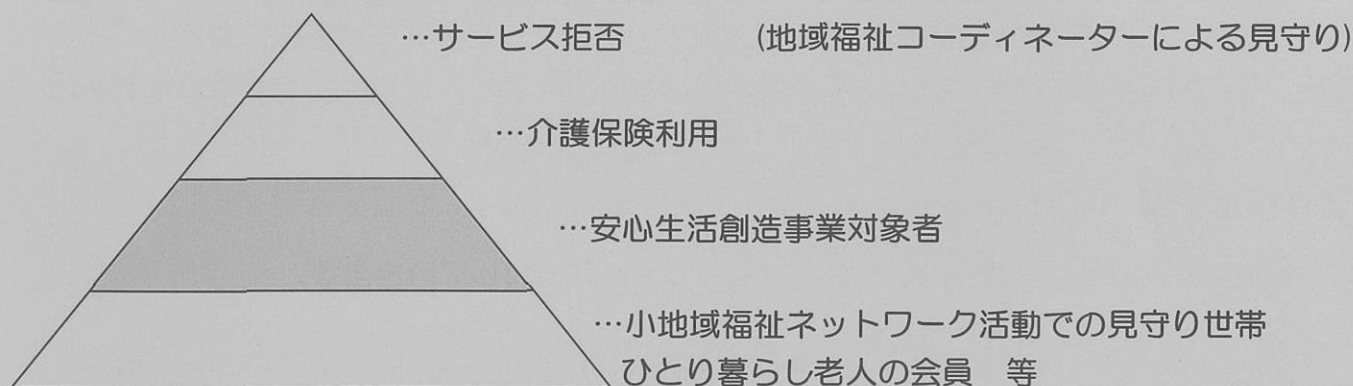 …サービス拒否　(地域福祉コーディネーターによる見守り)
…介護保険利用
…安心生活創造事業対象者
…小地域福祉ネットワーク活動での見守り世帯
ひとり暮らし老人の会員　等